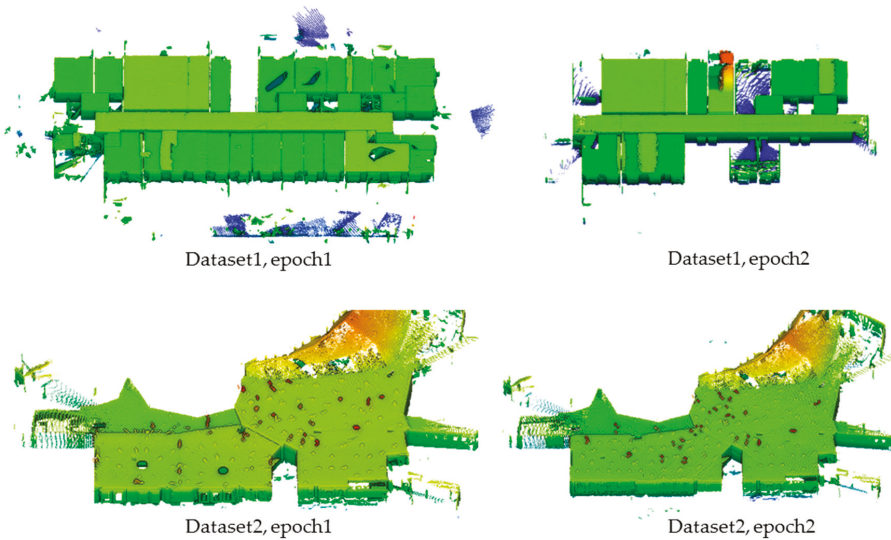 Dataset1, epoch1
Dataset1, epoch2
Dataset2, epoch1
Dataset2, epoch2